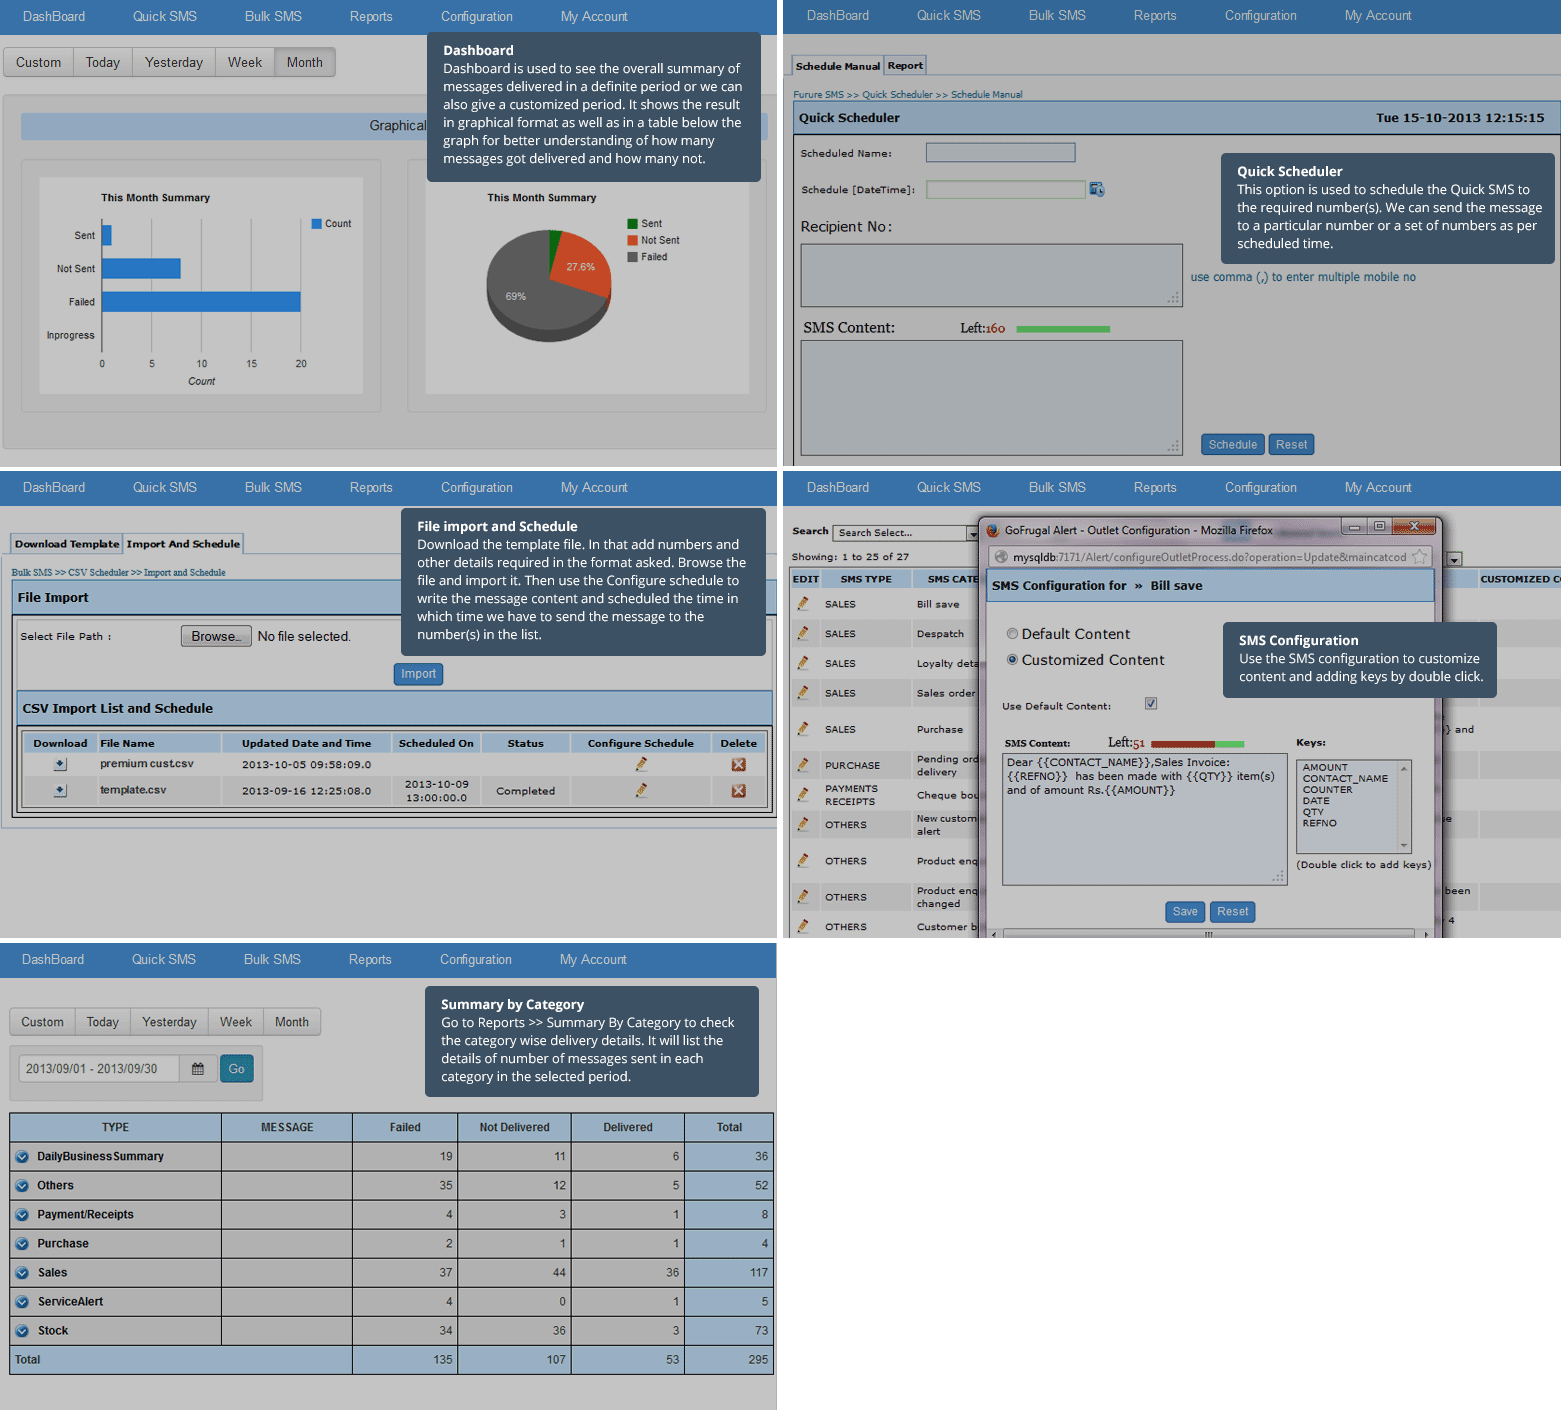 DashBoard Quick SMS Bulk SMS Reports Configuration My Account
Custom Today Yesterday Week Month
Dashboard
Dashboard is used to see the overall summary of
messages delivered in a definite period or we can
also give a customized period. It shows the result
in graphical format as well as in a table below the
graph for better understanding of how many
messages got delivered and how many not.
Graphical
This Month Summary
Count
Sent
Not Sent
Failed
Inprogress
0 5 10 15 20
Count
This Month Summary
Sent
Not Sent
Failed
27.6%
69%
DashBoard Quick SMS Bulk SMS Reports Configuration My Account
Schedule Manual Report
Furure SMS >> Quick Scheduler >> Schedule Manual
Quick Scheduler Tue 15-10-2013 12:15:15
Scheduled Name:
Schedule [DateTime]:
Quick Scheduler
This option is used to schedule the Quick SMS to
the required number(s). We can send the message
to a particular number or a set of numbers as per
scheduled time.
Recipient No:
use comma (,) to enter multiple mobile no
SMS Content: Left:160
Schedule Reset
DashBoard Quick SMS Bulk SMS Reports Configuration My Account
File import and Schedule
Download the template file. In that add numbers and
other details required in the format asked. Browse the
file and import it. Then use the Configure schedule to
write the message content and scheduled the time in
which time we have to send the message to the
number(s) in the list.
Download Template Import And Schedule
Bulk SMS >> CSV Scheduler >> Import and Schedule
File Import
Select File Path : Browse.. No file selected.
Import
CSV Import List and Schedule
Download File Name Updated Date and Time Scheduled On Status Configure Schedule Delete
premium cust.csv 2013-10-05 09:58:09.0
template.csv 2013-09-16 12:25:08.0 2013-10-09 13:00:00.0 Completed
DashBoard Quick SMS Bulk SMS Reports Configuration My Account
Search Search Select...
Showing: 1 to 25 of 27
EDIT SMS TYPE SMS CATE CUSTOMIZED C
SALES Bill save
SALES Despatch
SALES Loyalty deta
SALES Sales order
SALES Purchase } and
PURCHASE Pending ord
delivery
PAYMENTS
RECEIPTS Cheque bou
OTHERS New custom
alert
OTHERS Product enq
OTHERS Product enq been
changed
OTHERS Customer b 4
GoFrugal Alert - Outlet Configuration - Mozilla Firefox
mysqldb:7171/Alert/configureOutletProcess.do?operation=Update&maincatcod
SMS Configuration for » Bill save
Default Content
Customized Content
Use Default Content:
SMS Configuration
Use the SMS configuration to customize
content and adding keys by double click.
SMS Content: Left:51 Keys:
Dear {{CONTACT_NAME}},Sales Invoice:
{{REFNO}} has been made with {{QTY}} item(s)
and of amount Rs.{{AMOUNT}}
AMOUNT
CONTACT_NAME
COUNTER
DATE
QTY
REFNO
(Double click to add keys)
Save Reset
DashBoard Quick SMS Bulk SMS Reports Configuration My Account
Custom Today Yesterday Week Month
2013/09/01 - 2013/09/30 Go
Summary by Category
Go to Reports >> Summary By Category to check
the category wise delivery details. It will list the
details of number of messages sent in each
category in the selected period.
TYPE MESSAGE Failed Not Delivered Delivered Total
DailyBusinessSummary 19 11 6 36
Others 35 12 5 52
Payment/Receipts 4 3 1 8
Purchase 2 1 1 4
Sales 37 44 36 117
ServiceAlert 4 0 1 5
Stock 34 36 3 73
Total 135 107 53 295